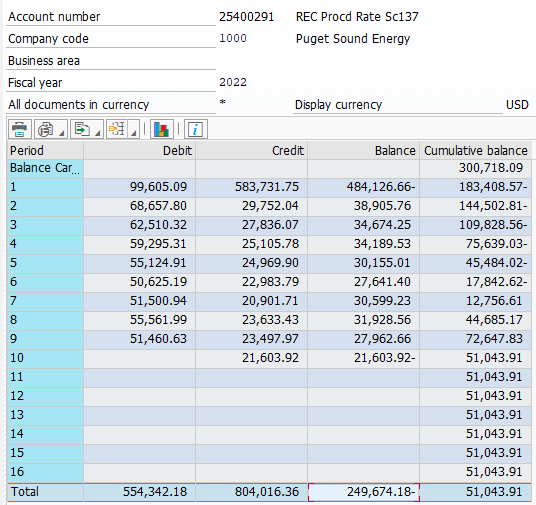 Account number 25400291 REC Procd Rate Sc137
Company code 1000 Puget Sound Energy
Business area
Fiscal year 2022
All documents in currency * Display currency USD
Period Debit Credit Balance Cumulative balance
Balance Car... 300,718.09
1 99,605.09 583,731.75 484,126.66- 183,408.57-
2 68,657.80 29,752.04 38,905.76 144,502.81-
3 62,510.32 27,836.07 34,674.25 109,828.56-
4 59,295.31 25,105.78 34,189.53 75,639.03-
5 55,124.91 24,969.90 30,155.01 45,484.02-
6 50,625.19 22,983.79 27,641.40 17,842.62-
7 51,500.94 20,901.71 30,599.23 12,756.61
8 55,561.99 23,633.43 31,928.56 44,685.17
9 51,460.63 23,497.97 27,962.66 72,647.83
10 21,603.92 21,603.92- 51,043.91
11 51,043.91
12 51,043.91
13 51,043.91
14 51,043.91
15 51,043.91
16 51,043.91
Total 554,342.18 804,016.36 249,674.18- 51,043.91